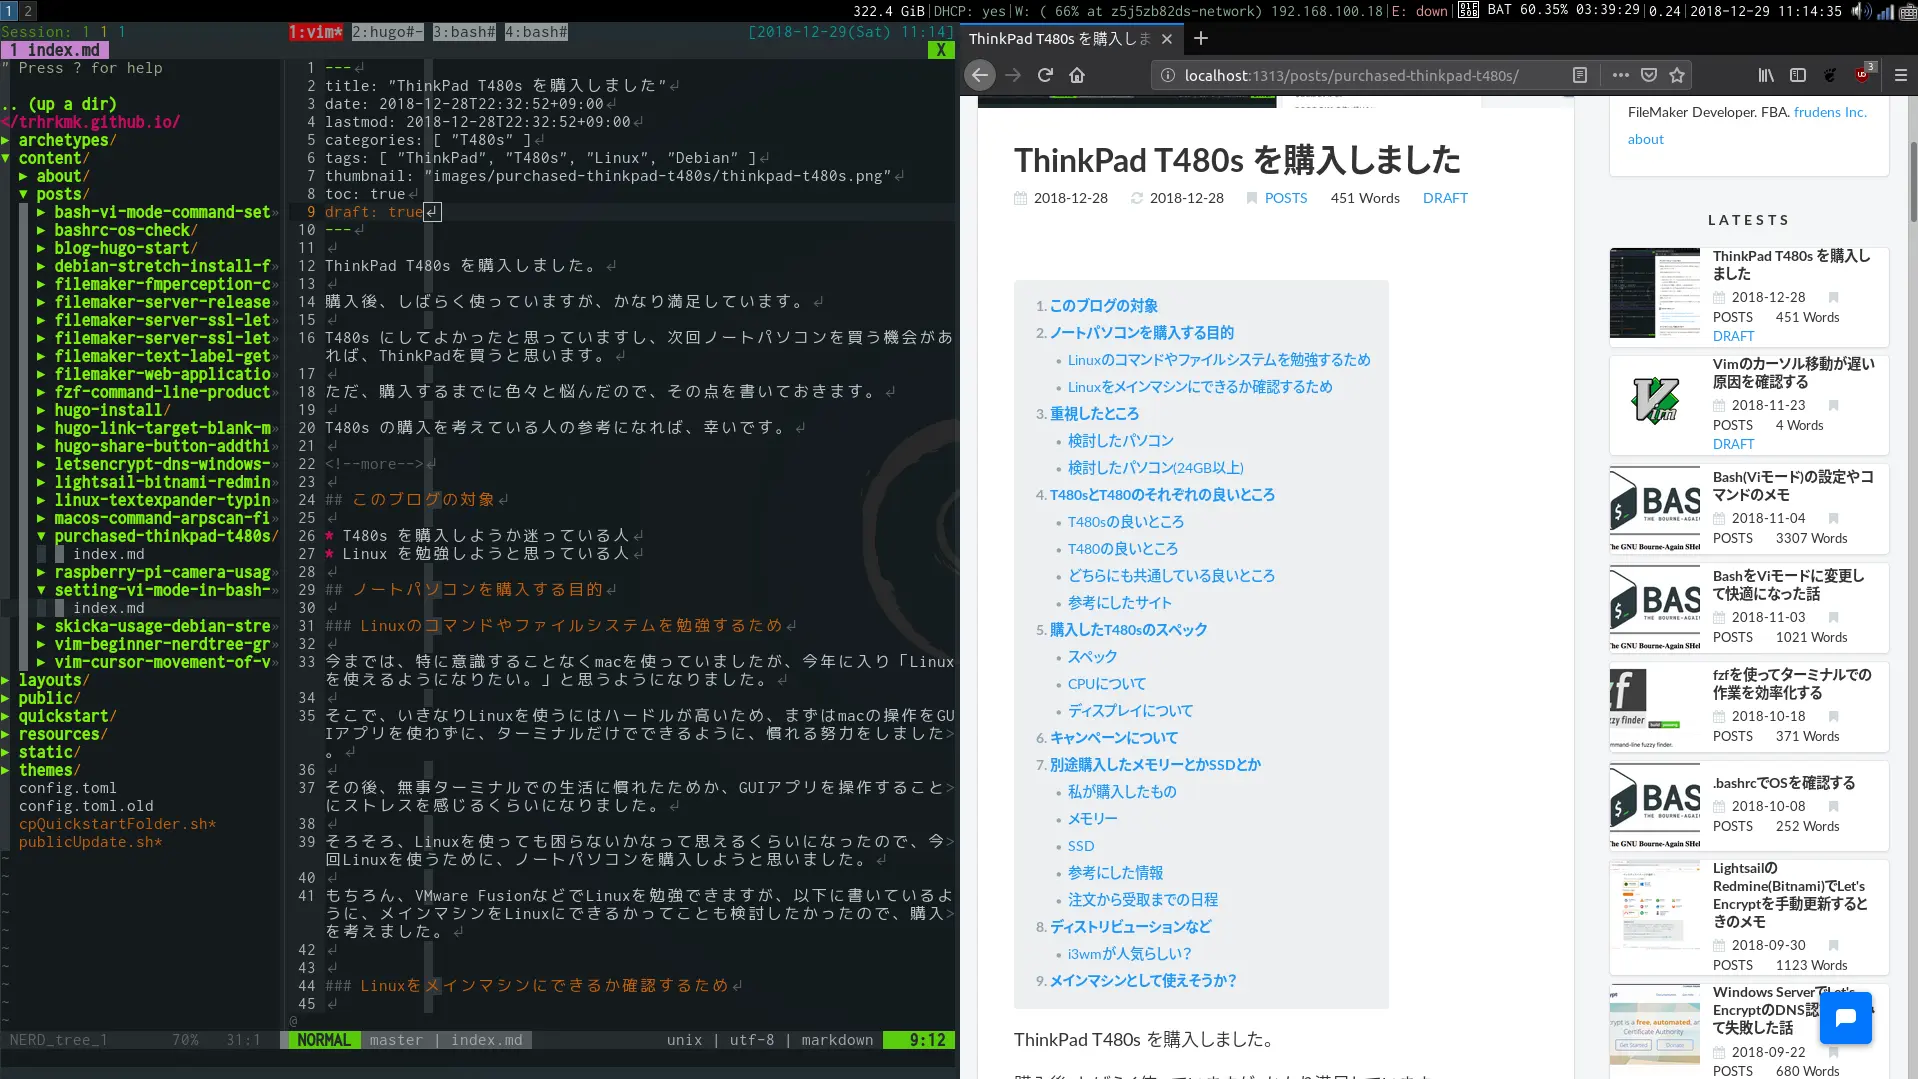 1 2
322.4 GiB|DHCP: yes|W: ( 66% at z5j5zb82ds-network) 192.168.100.18|E: down| BAT 60.35% 03:39:29|0.24|2018-12-29 11:14:35
Session: 1 1 1
1:vim* 2:hugo#- 3:bash# 4:bash#
[2018-12-29(Sat) 11:14]
1 index.md
X
" Press ? for help
.. (up a dir)
</trhrkmk.github.io/
▸ archetypes/
▾ content/
▸ about/
▾ posts/
▸ bash-vi-mode-command-set»
▸ bashrc-os-check/
▸ blog-hugo-start/
▸ debian-stretch-install-f»
▸ filemaker-fmperception-c»
▸ filemaker-server-release»
▸ filemaker-server-ssl-let»
▸ filemaker-server-ssl-let»
▸ filemaker-text-label-get»
▸ filemaker-web-applicatio»
▸ fzf-command-line-product»
▸ hugo-install/
▸ hugo-link-target-blank-m»
▸ hugo-share-button-addthi»
▸ letsencrypt-dns-windows-»
▸ lightsail-bitnami-redmin»
▸ linux-textexpander-typin»
▸ macos-command-arpscan-fi»
▾ purchased-thinkpad-t480s/
index.md
▸ raspberry-pi-camera-usag»
▾ setting-vi-mode-in-bash-»
index.md
▸ skicka-usage-debian-stre»
▸ vim-beginner-nerdtree-gr»
▸ vim-cursor-movement-of-v»
▸ layouts/
▸ public/
▸ quickstart/
▸ resources/
▸ static/
▸ themes/
config.toml
config.toml.old
cpQuickstartFolder.sh*
publicUpdate.sh*
NERD_tree_1 70% 31:1
1 ---
2 title: "ThinkPad T480s を購入しました"
3 date: 2018-12-28T22:32:52+09:00
4 lastmod: 2018-12-28T22:32:52+09:00
5 categories: [ "T480s" ]
6 tags: [ "ThinkPad", "T480s", "Linux", "Debian" ]
7 thumbnail: "images/purchased-thinkpad-t480s/thinkpad-t480s.png"
8 toc: true
9 draft: true
10 ---
11
12 ThinkPad T480s を購入しました。
13
14 購入後、しばらく使っていますが、かなり満足しています。
15
16 T480s にしてよかったと思っていますし、次回ノートパソコンを買う機会があ
れば、ThinkPadを買うと思います。
17
18 ただ、購入するまでに色々と悩んだので、その点を書いておきます。
19
20 T480s の購入を考えている人の参考になれば、幸いです。
21
22 <!--more-->
23
24 ## このブログの対象
25
26 * T480s を購入しようか迷っている人
27 * Linux を勉強しようと思っている人
28
29 ## ノートパソコンを購入する目的
30
31 ### Linuxのコマンドやファイルシステムを勉強するため
32
33 今までは、特に意識することなくmacを使っていましたが、今年に入り「Linux
を使えるようになりたい。」と思うようになりました。
34
35 そこで、いきなりLinuxを使うにはハードルが高いため、まずはmacの操作をGU
Iアプリを使わずに、ターミナルだけでできるように、慣れる努力をしました>
。
36
37 その後、無事ターミナルでの生活に慣れたためか、GUIアプリを操作すること>
にストレスを感じるくらいになりました。
38
39 そろそろ、Linuxを使っても困らないかなって思えるくらいになったので、今>
回Linuxを使うために、ノートパソコンを購入しようと思いました。
40
41 もちろん、VMware FusionなどでLinuxを勉強できますが、以下に書いているよ
うに、メインマシンをLinuxにできるかってことも検討したかったので、購入>
を考えました。
42
43
44 ### Linuxをメインマシンにできるか確認するため
45
@
NORMAL master | index.md unix | utf-8 | markdown 9:12
ThinkPad T480s を購入しま
localhost:1313/posts/purchased-thinkpad-t480s/
3
ThinkPad T480s を購入しました
2018-12-28 2018-12-28 POSTS 451 Words DRAFT
1. このブログの対象
2. ノートパソコンを購入する目的
• Linuxのコマンドやファイルシステムを勉強するため
• Linuxをメインマシンにできるか確認するため
3. 重視したところ
• 検討したパソコン
• 検討したパソコン(24GB以上)
4. T480sとT480のそれぞれの良いところ
• T480sの良いところ
• T480の良いところ
• どちらにも共通している良いところ
• 参考にしたサイト
5. 購入したT480sのスペック
• スペック
• CPUについて
• ディスプレイについて
6. キャンペーンについて
7. 別途購入したメモリーとかSSDとか
• 私が購入したもの
• メモリー
• SSD
• 参考にした情報
• 注文から受取までの日程
8. ディストリビューションなど
• i3wmが人気らしい？
9. メインマシンとして使えそうか？
ThinkPad T480s を購入しました。
FileMaker Developer. FBA. frudens Inc.
about
LATESTS
ThinkPad T480s を購入し
ました
2018-12-28
POSTS 451 Words
DRAFT
Vim
Vimのカーソル移動が遅い
原因を確認する
2018-11-23
POSTS 4 Words
DRAFT
BAS
THE BOURNE-AGAI
The GNU Bourne-Again SHel
Bash(Viモード)の設定やコ
マンドのメモ
2018-11-04
POSTS 3307 Words
BAS
THE BOURNE-AGAI
The GNU Bourne-Again SHel
BashをViモードに変更し
て快適になった話
2018-11-03
POSTS 1021 Words
zf
uzzy finder
mmand-line fuzzy finder.
fzfを使ってターミナルでの
作業を効率化する
2018-10-18
POSTS 371 Words
BAS
THE BOURNE-AGAI
The GNU Bourne-Again SHel
.bashrcでOSを確認する
2018-10-08
POSTS 252 Words
Lightsailの
Redmine(Bitnami)でLet's
Encryptを手動更新すると
きのメモ
2018-09-30
POSTS 1123 Words
crypt is a free, automated, an
Certificate Authority.
Get Started Donate
Windows ServerでLet's
EncryptのDNS認
て失敗した話
2018-09-22
POSTS 680 Words